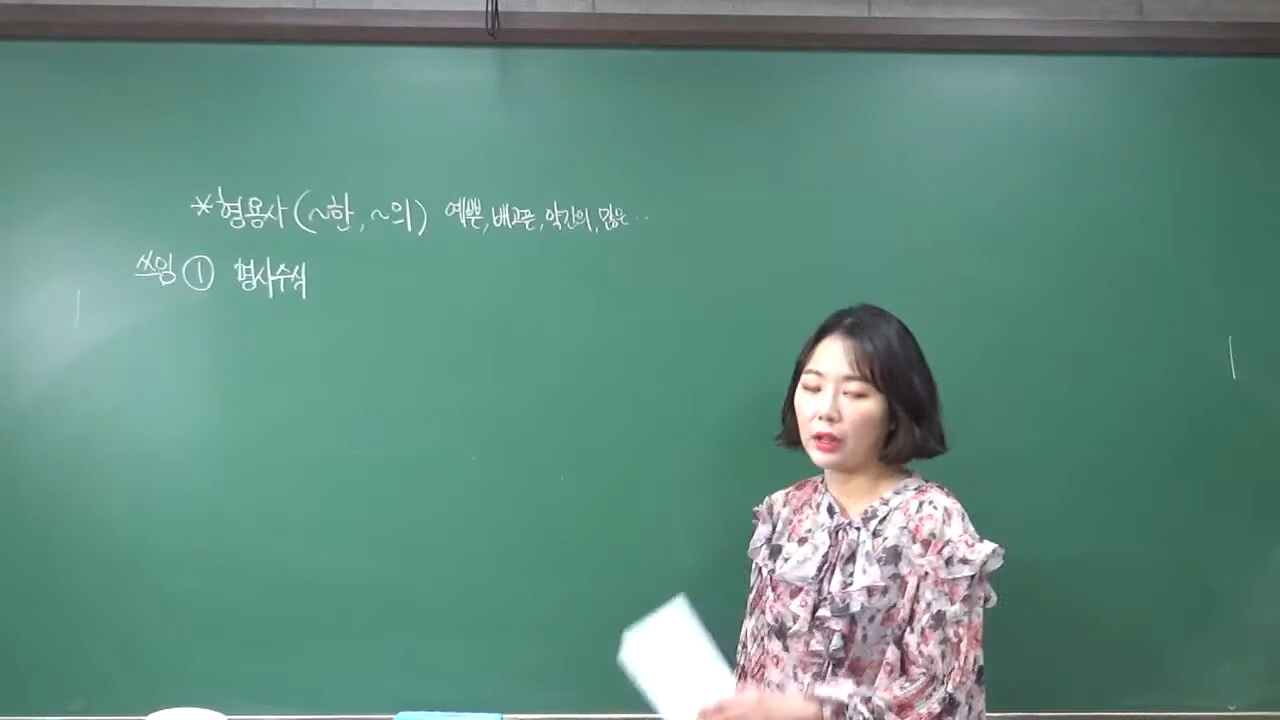 *형용사(~한, ~의) 예쁜, 배고픈, 약간의, 많은..
쓰임 ① 형사수식